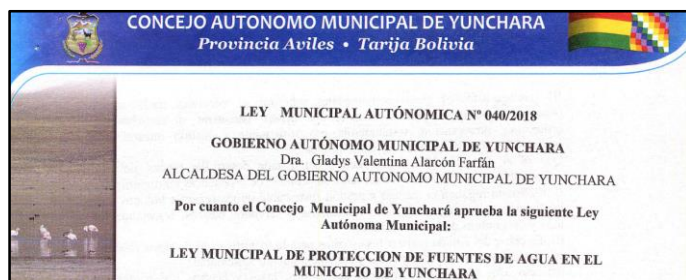 CONCEJO AUTONOMO MUNICIPAL DE YUNCHARA
Provincia Aviles • Tarija Bolivia
LEY MUNICIPAL AUTÓNOMICA Nº 040/2018
GOBIERNO AUTÓNOMO MUNICIPAL DE YUNCHARA
Dra. Gladys Valentina Alarcón Farfán
ALCALDESA DEL GOBIERNO AUTONOMO MUNICIPAL DE YUNCHARA
Por cuanto el Concejo Municipal de Yunchará aprueba la siguiente Ley
Autónoma Municipal:
LEY MUNICIPAL DE PROTECCION DE FUENTES DE AGUA EN EL
MUNICIPIO DE YUNCHARA